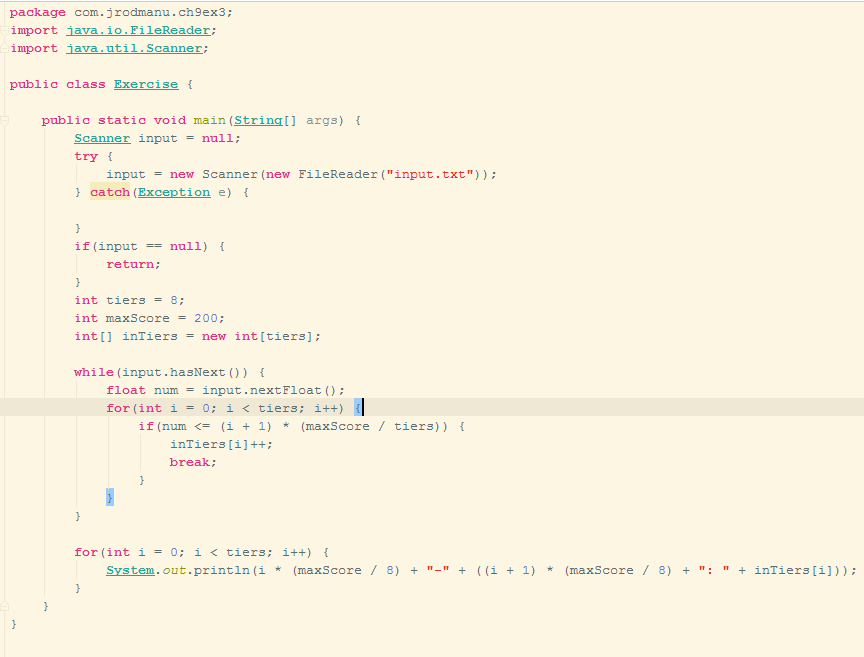 package com.jrodmanu.ch9ex3;
import java.io.FileReader;
import java.util.Scanner;

public class Exercise {

    public static void main(String[] args) {
        Scanner input = null;
        try {
            input = new Scanner(new FileReader("input.txt"));
        } catch(Exception e) {

        }
        if(input == null) {
            return;
        }
        int tiers = 8;
        int maxScore = 200;
        int[] inTiers = new int[tiers];

        while(input.hasNext()) {
            float num = input.nextFloat();
            for(int i = 0; i < tiers; i++) {
                if(num <= (i + 1) * (maxScore / tiers)) {
                    inTiers[i]++;
                    break;
                }
            }
        }

        for(int i = 0; i < tiers; i++) {
            System.out.println(i * (maxScore / 8) + "-" + ((i + 1) * (maxScore / 8) + ": " + inTiers[i]));
        }
    }
}